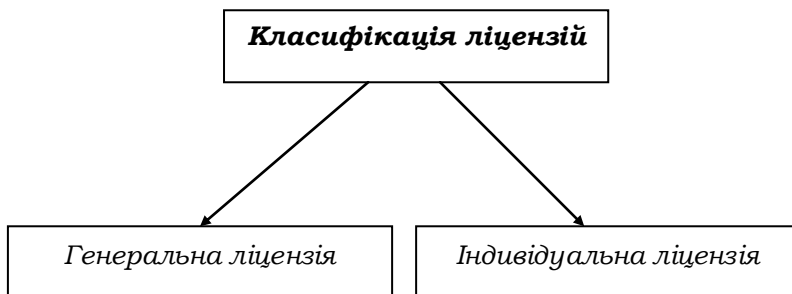 Класифікація ліцензій
Генеральна ліцензія
Індивідуальна ліцензія